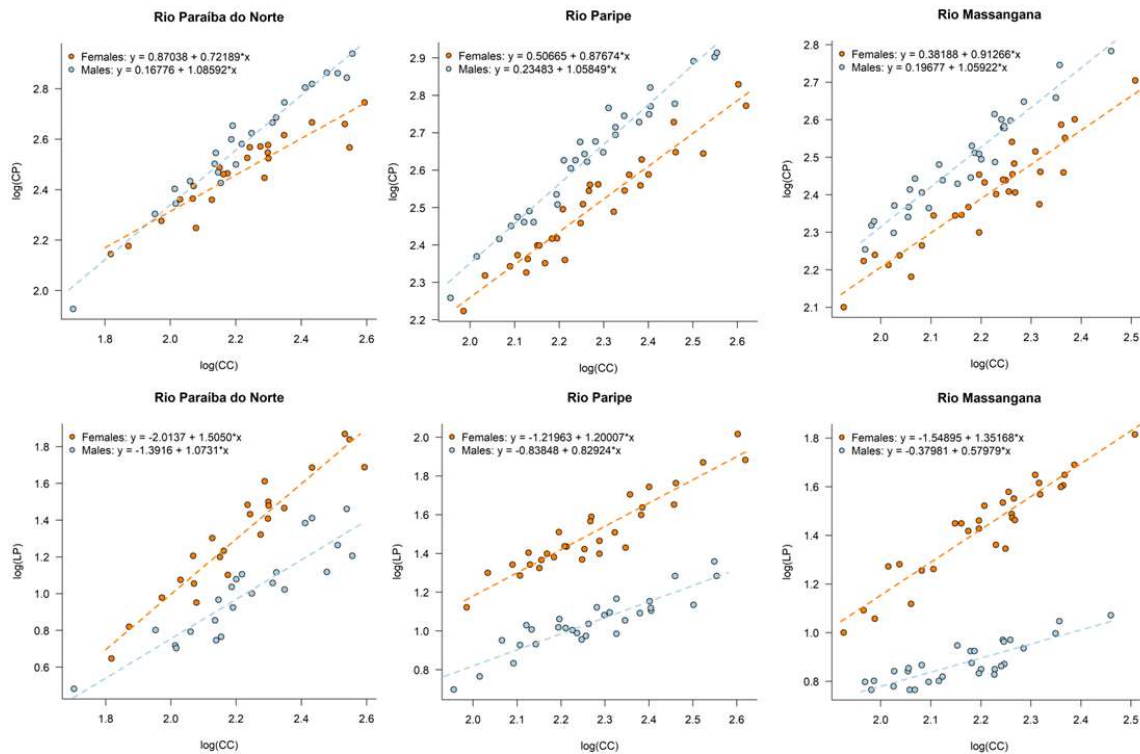 Rio Paraíba do Norte
Females: y = 0.87038 + 0.72189*x
Males: y = 0.16776 + 1.08592*x
log(CP)
2.8
2.6
2.4
2.2
2.0
1.8 2.0 2.2 2.4 2.6
log(CC)
Rio Paripe
Females: y = 0.50665 + 0.87674*x
Males: y = 0.23483 + 1.05849*x
log(CP)
2.9
2.8
2.7
2.6
2.5
2.4
2.3
2.2
2.0 2.1 2.2 2.3 2.4 2.5 2.6
log(CC)
Rio Massangana
Females: y = 0.38188 + 0.91266*x
Males: y = 0.19677 + 1.05922*x
log(CP)
2.8
2.7
2.6
2.5
2.4
2.3
2.2
2.1
2.0 2.1 2.2 2.3 2.4 2.5
log(CC)
Rio Paraíba do Norte
Females: y = -2.0137 + 1.5050*x
Males: y = -1.3916 + 1.0731*x
log(LP)
1.8
1.6
1.4
1.2
1.0
0.8
0.6
1.8 2.0 2.2 2.4 2.6
log(CC)
Rio Paripe
Females: y = -1.21963 + 1.20007*x
Males: y = -0.83848 + 0.82924*x
log(LP)
2.0
1.8
1.6
1.4
1.2
1.0
0.8
2.0 2.1 2.2 2.3 2.4 2.5 2.6
log(CC)
Rio Massangana
Females: y = -1.54895 + 1.35168*x
Males: y = -0.37981 + 0.57979*x
log(LP)
1.8
1.6
1.4
1.2
1.0
0.8
2.0 2.1 2.2 2.3 2.4 2.5
log(CC)